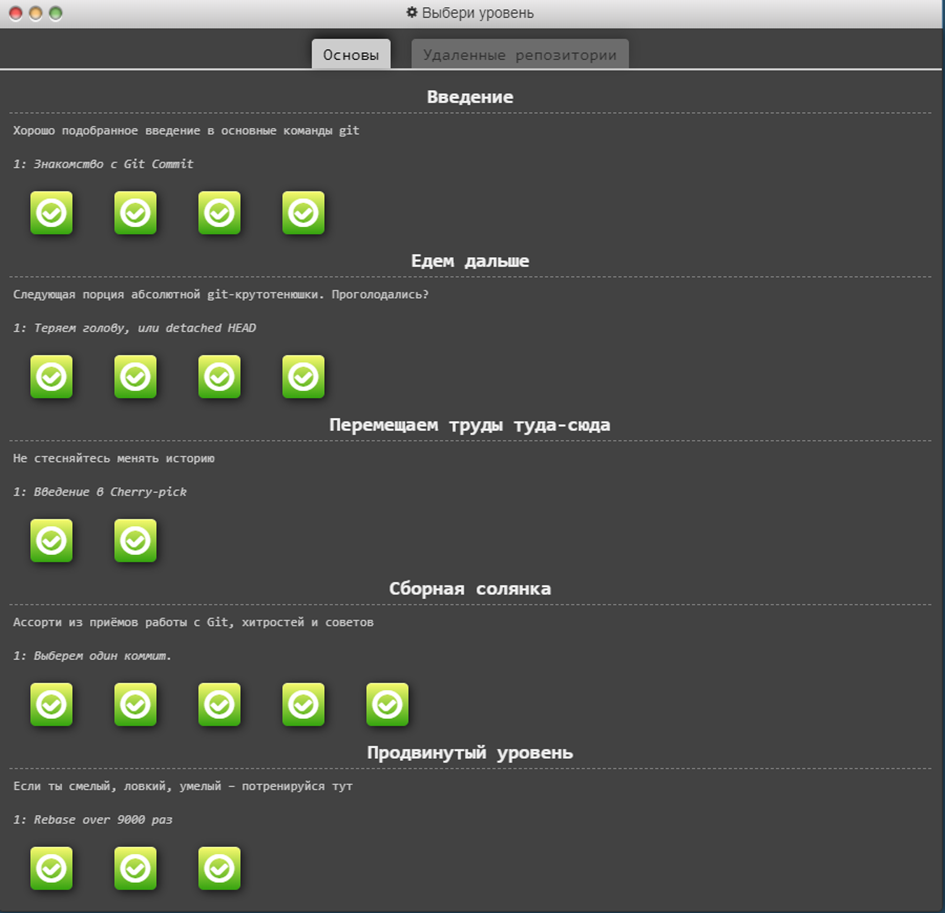 Выбери уровень
Основы
Удаленные репозитории
Введение
Хорошо подобранное введение в основные команды git
1: Знакомство с Git Commit
Едем дальше
Следующая порция абсолютной git-крутотенюшки. Проголодались?
1: Теряем голову, или detached HEAD
Перемещаем труды туда-сюда
Не стесняйтесь менять историю
1: Введение в Cherry-pick
Сборная солянка
Ассорти из приёмов работы с Git, хитростей и советов
1: Выберем один коммит.
Продвинутый уровень
Если ты смелый, ловкий, умелый – потренируйся тут
1: Rebase over 9000 раз